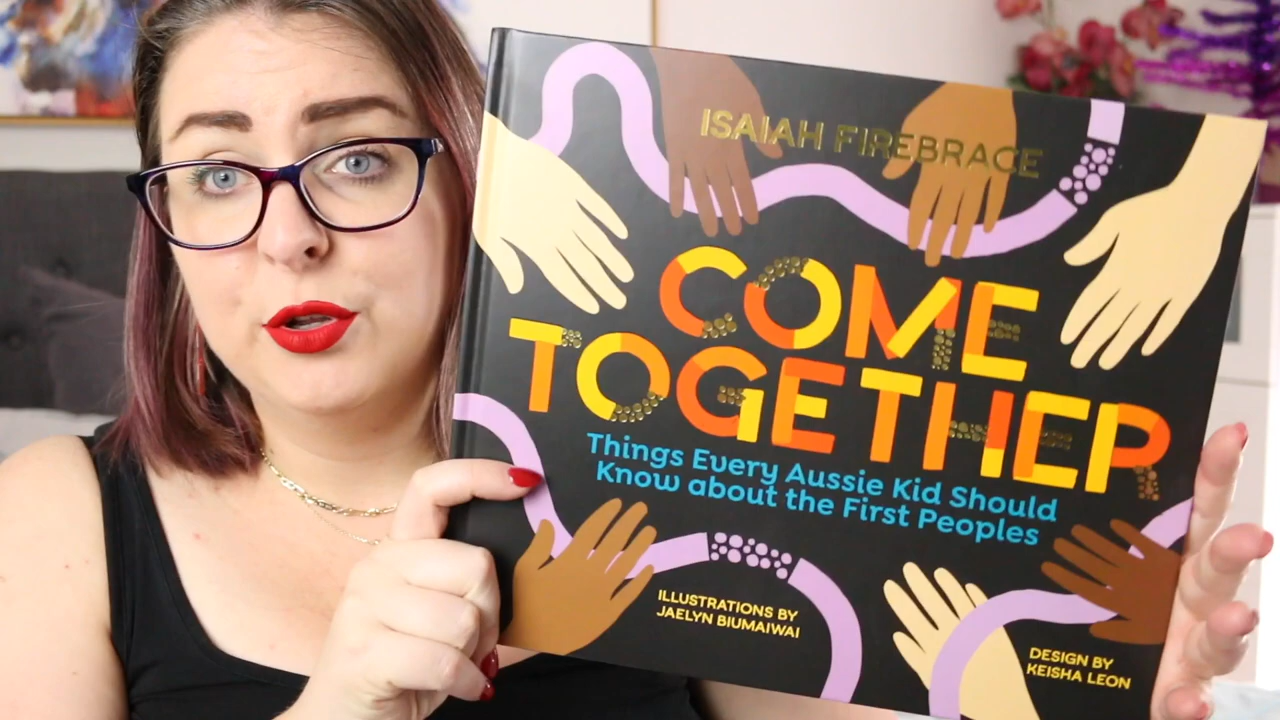 ISAIAH FIREBRACE
COME
TOGETHER
Things Every Aussie Kid Should
Know about the First Peoples
ILLUSTRATIONS BY
JAELYN BIUMAIWAI
DESIGN BY
KEISHA LEON